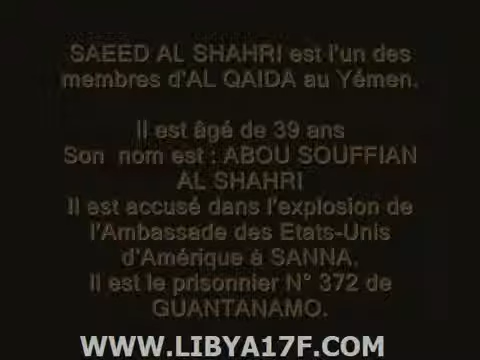 SAEED AL SHAHRI est l'un des
membres d'AL QAIDA au Yémen.
Il est âgé de 39 ans
Son nom est : ABOU SOUFFIAN
AL SHAHRI
Il est accusé dans l'explosion de
l'Ambassade des Etats-Unis
d'Amérique à SANNA.
Il est le prisonnier N° 372 de
GUANTANAMO.
WWW.LIBYA17F.COM